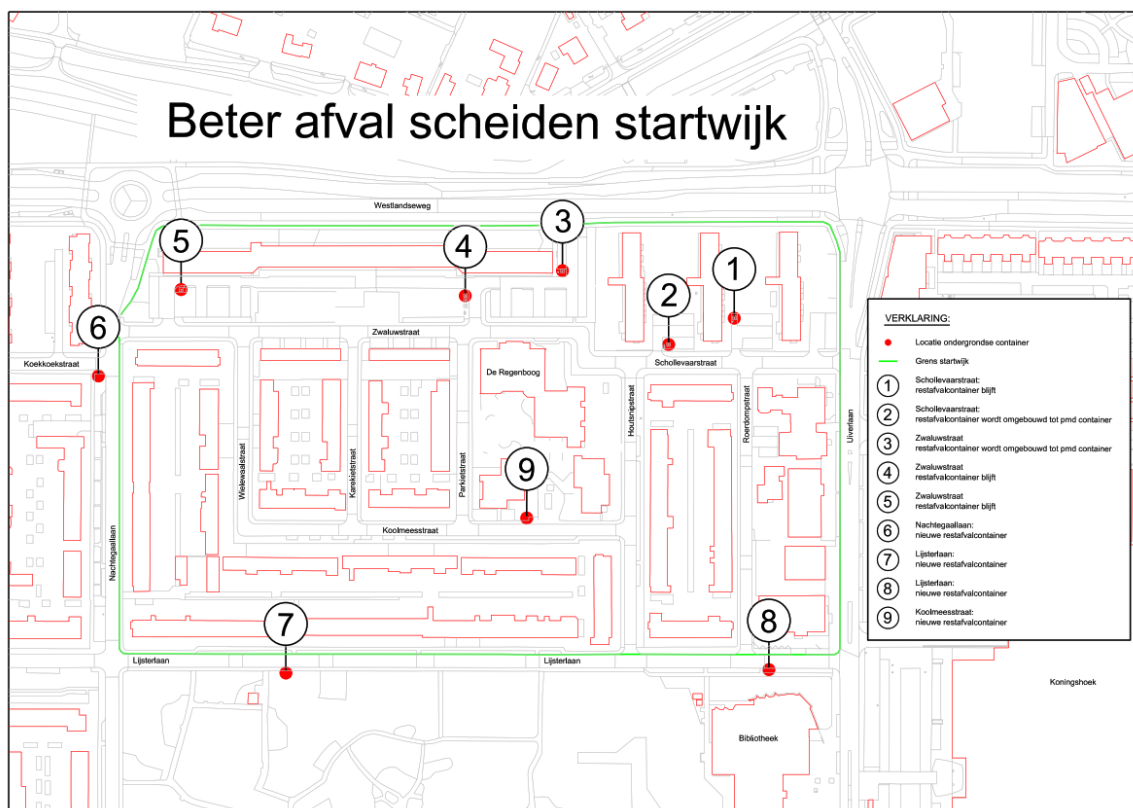 Beter afval scheiden startwijk
Westlandseweg
3
5
4
1
2
6
Zwaluwstraat
Koekkoekstraat
Schollevaarstraat
De Regenboog
Houtsnipstraat
Roerdompstraat
Uiverlaan
Wielewaalstraat
Karekietstraat
Parkietstraat
9
Koolmeesstraat
Nachtegaallaan
7
8
Lijsterlaan
Lijsterlaan
Bibliotheek
Koningshoek
VERKLARING:
Locatie ondergrondse container
Grens startwijk
1 Schollevaarstraat:
restafvalcontainer blijft
2 Schollevaarstraat:
restafvalcontainer wordt omgebouwd tot pmd container
3 Zwaluwstraat
restafvalcontainer wordt omgebouwd tot pmd container
4 Zwaluwstraat
restafvalcontainer blijft
5 Zwaluwstraat
restafvalcontainer blijft
6 Nachtegaallaan:
nieuwe restafvalcontainer
7 Lijsterlaan:
nieuwe restafvalcontainer
8 Lijsterlaan:
nieuwe restafvalcontainer
9 Koolmeesstraat:
nieuwe restafvalcontainer